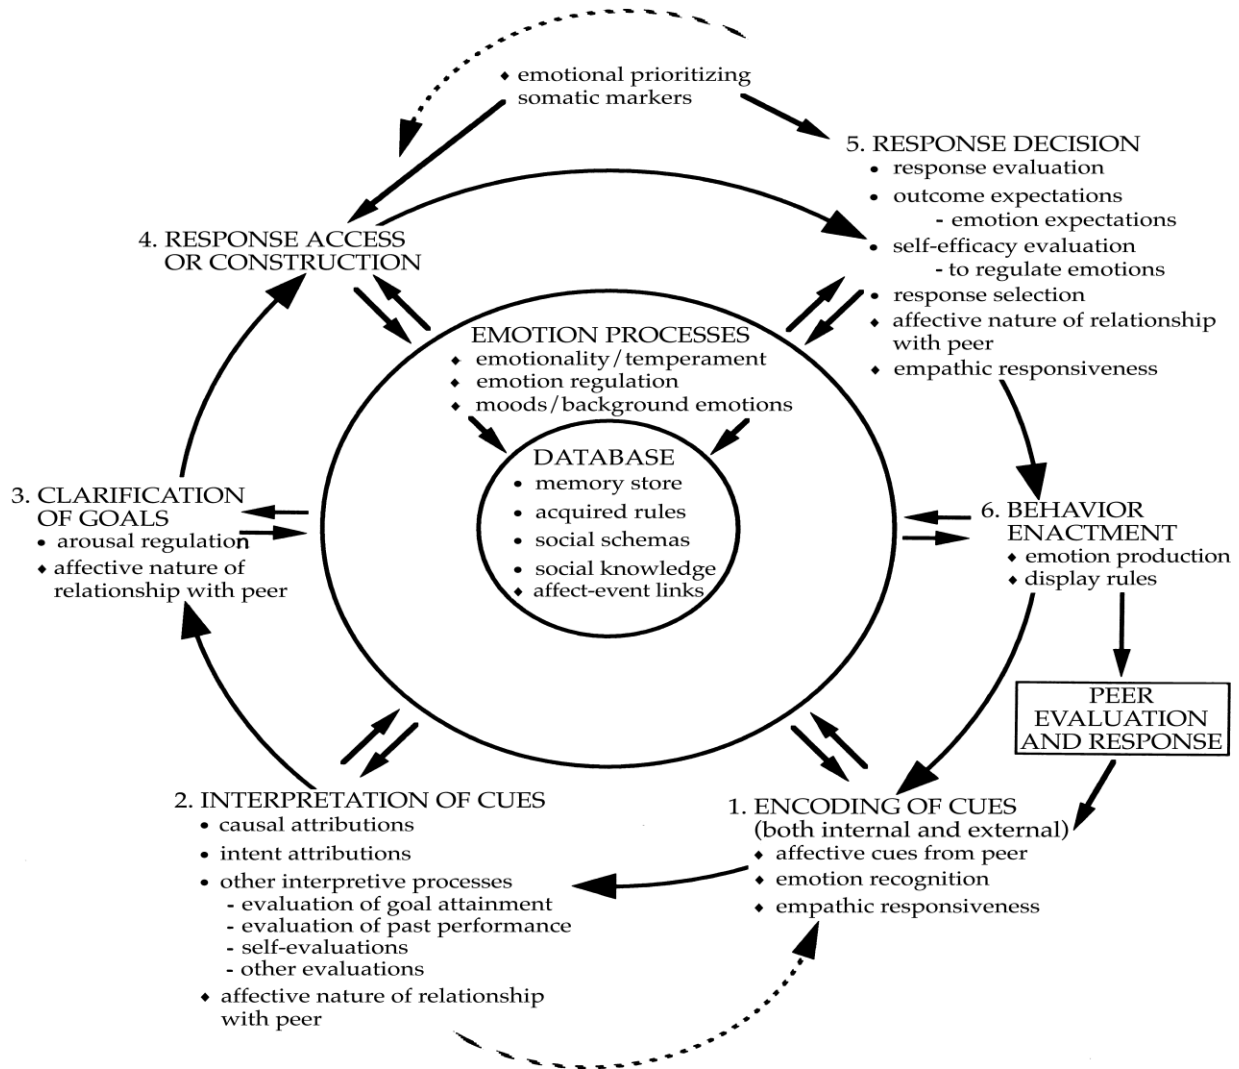 ◆ emotional prioritizing
somatic markers
5. RESPONSE DECISION
• response evaluation
• outcome expectations
- emotion expectations
• self-efficacy evaluation
- to regulate emotions
• response selection
◆ affective nature of relationship
with peer
◆ empathic responsiveness
4. RESPONSE ACCESS
OR CONSTRUCTION
EMOTION PROCESSES
◆ emotionality/temperament
◆ emotion regulation
◆ moods/background emotions
DATABASE
• memory store
• acquired rules
• social schemas
• social knowledge
◆ affect-event links
3. CLARIFICATION
OF GOALS
• arousal regulation
◆ affective nature of
relationship with peer
6. BEHAVIOR
ENACTMENT
◆ emotion production
◆ display rules
PEER
EVALUATION
AND RESPONSE
2. INTERPRETATION OF CUES
• causal attributions
• intent attributions
• other interpretive processes
- evaluation of goal attainment
- evaluation of past performance
- self-evaluations
- other evaluations
◆ affective nature of relationship
with peer
1. ENCODING OF CUES
(both internal and external)
◆ affective cues from peer
◆ emotion recognition
◆ empathic responsiveness